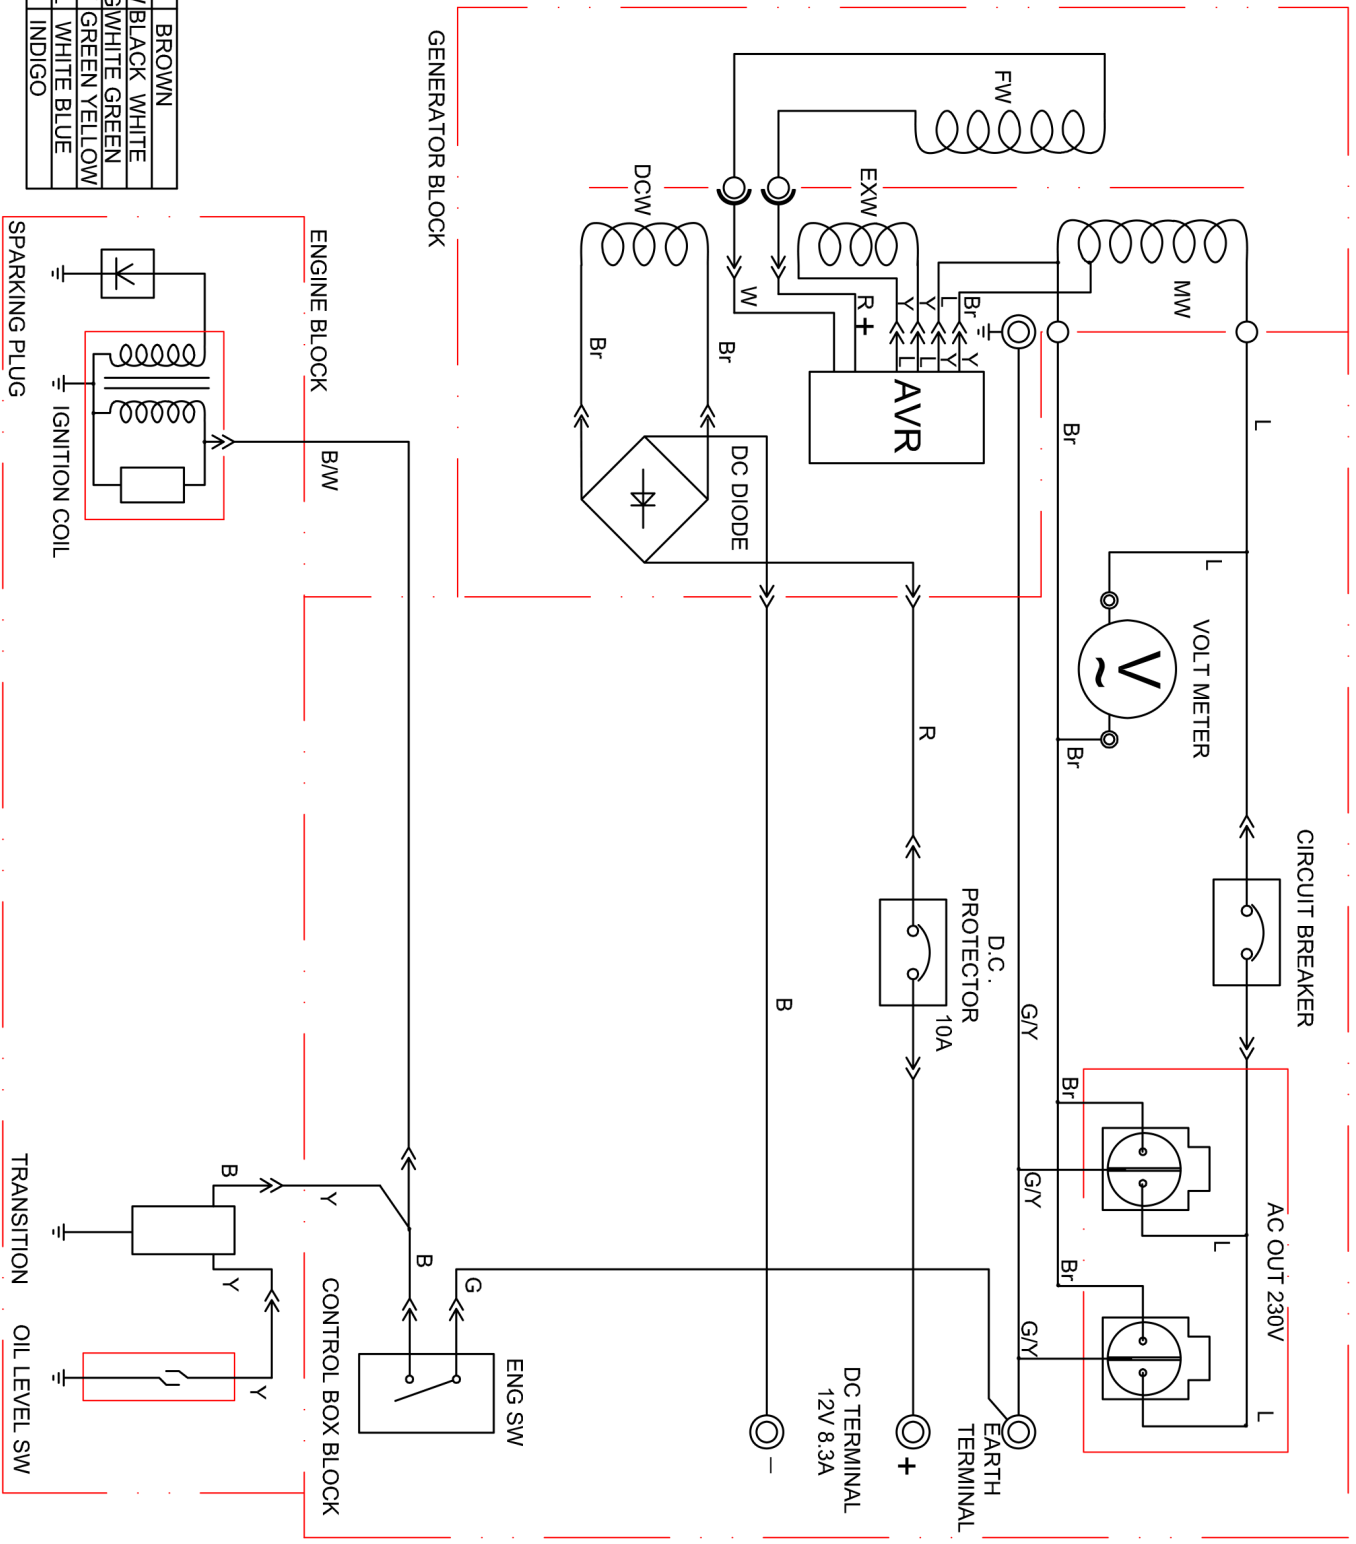 GENERATOR BLOCK
FW
DCW
EXW
MW
W
R
+
Y
Y
L
Br
L
L
Y
Y
AVR
Br
Br
DC DIODE
Br
L
L
VOLT METER
V
~
Br
CIRCUIT BREAKER
R
D.C .
PROTECTOR
10A
B
G/Y
Br
G/Y
L
Br
G/Y
L
AC OUT 230V
EARTH
TERMINAL
DC TERMINAL
12V 8.3A
+
−
ENG SW
G
B
CONTROL BOX BLOCK
ENGINE BLOCK
B/W
SPARKING PLUG
IGNITION COIL
B
Y
Y
Y
TRANSITION
OIL LEVEL SW
BROWN
BLACK WHITE
WHITE GREEN
GREEN YELLOW
WHITE BLUE
INDIGO